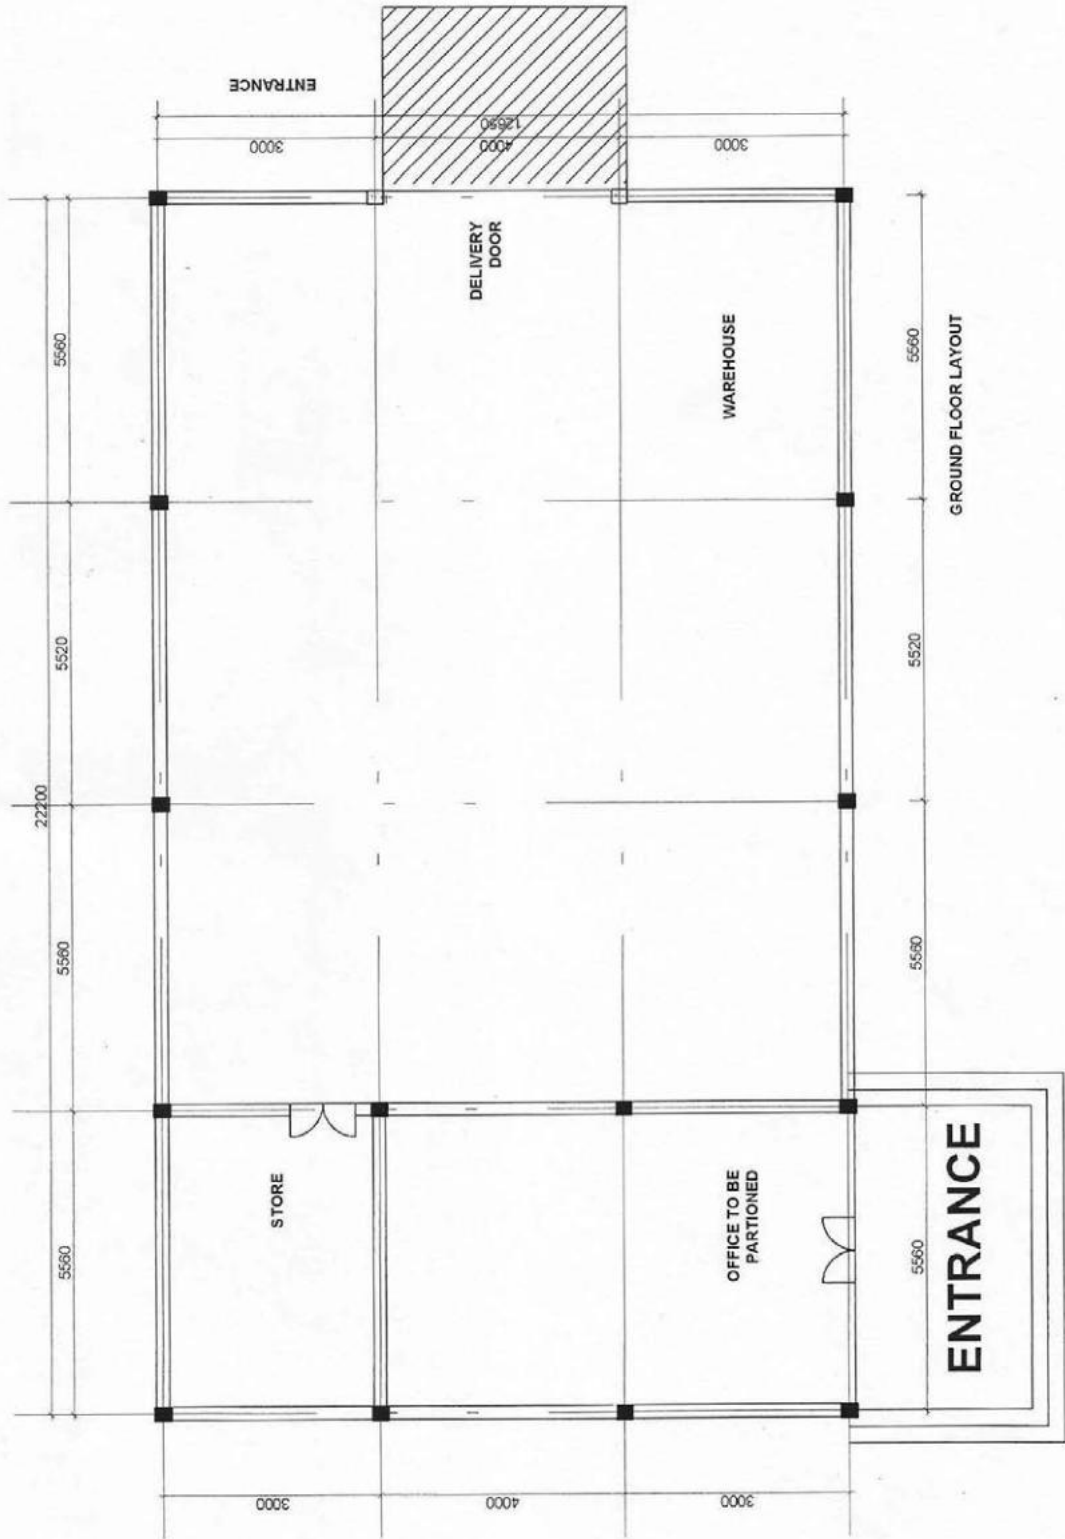 ENTRANCE
12650
3000
4000
3000
DELIVERY
DOOR
WAREHOUSE
GROUND FLOOR LAYOUT
22200
5560
5520
5560
5560
5560
5520
5560
5560
STORE
OFFICE TO BE
PARTIONED
ENTRANCE
3000
4000
3000